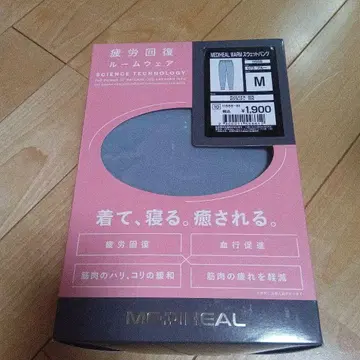 疲労回復
ルームウェア
SCIENCE TECHNOLOGY
MEDIHEAL WARM スウェットパンツ
M
¥1,900
着て、寝る。癒される。
疲労回復
血行促進
筋肉のハリ、コリの緩和
筋肉の疲れを軽減
MEDIHEAL